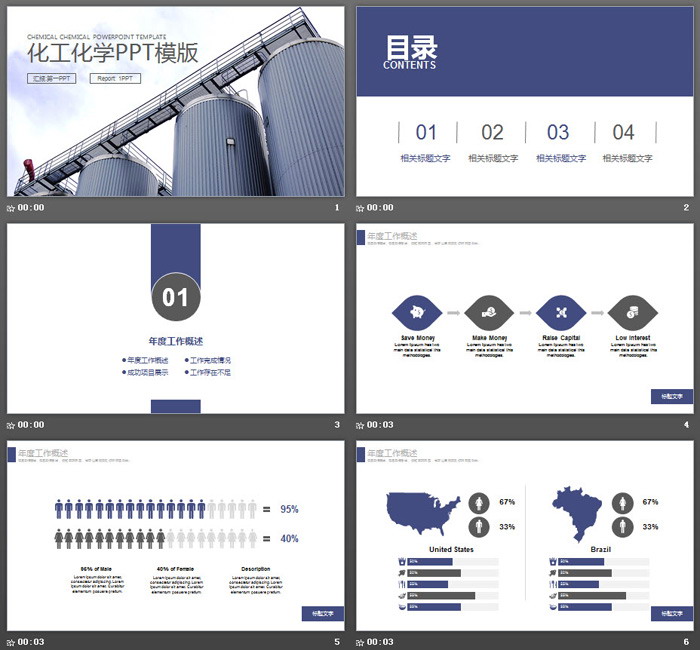 CHEMICAL CHEMICAL POWERPOINT TEMPLATE
化工化学PPT模版
汇报:第一PPT
Report: 1PPT
00:00
1
目录
CONTENTS
01 02 03 04
相关标题文字 相关标题文字 相关标题文字 相关标题文字
00:00
2
01
年度工作概述
年度工作概述 工作完成情况
成功项目展示 工作存在不足
00:00
3
年度工作概述
Save Money Make Money Raise Capital Low Interest
Lorem Ipsum has two Lorem Ipsum has two Lorem Ipsum has two Lorem Ipsum has two
main data statistical this main data statistical this main data statistical this main data statistical this
methodologies. methodologies. methodologies. methodologies.
标题文字
00:03
4
年度工作概述
= 95%
= 40%
95% of Male 40% of Female Description
Lorem ipsum dolor sit amet, Lorem ipsum dolor sit amet, Lorem ipsum dolor sit amet,
consectetur adipiscing. Lorem consectetur adipiscing. Lorem consectetur adipiscing. Lorem
ipsum dolor sit amet, ipsum dolor sit amet, ipsum dolor sit amet,
标题文字
00:03
5
年度工作概述
67% 67%
33% 33%
United States Brazil
标题文字
00:03
6